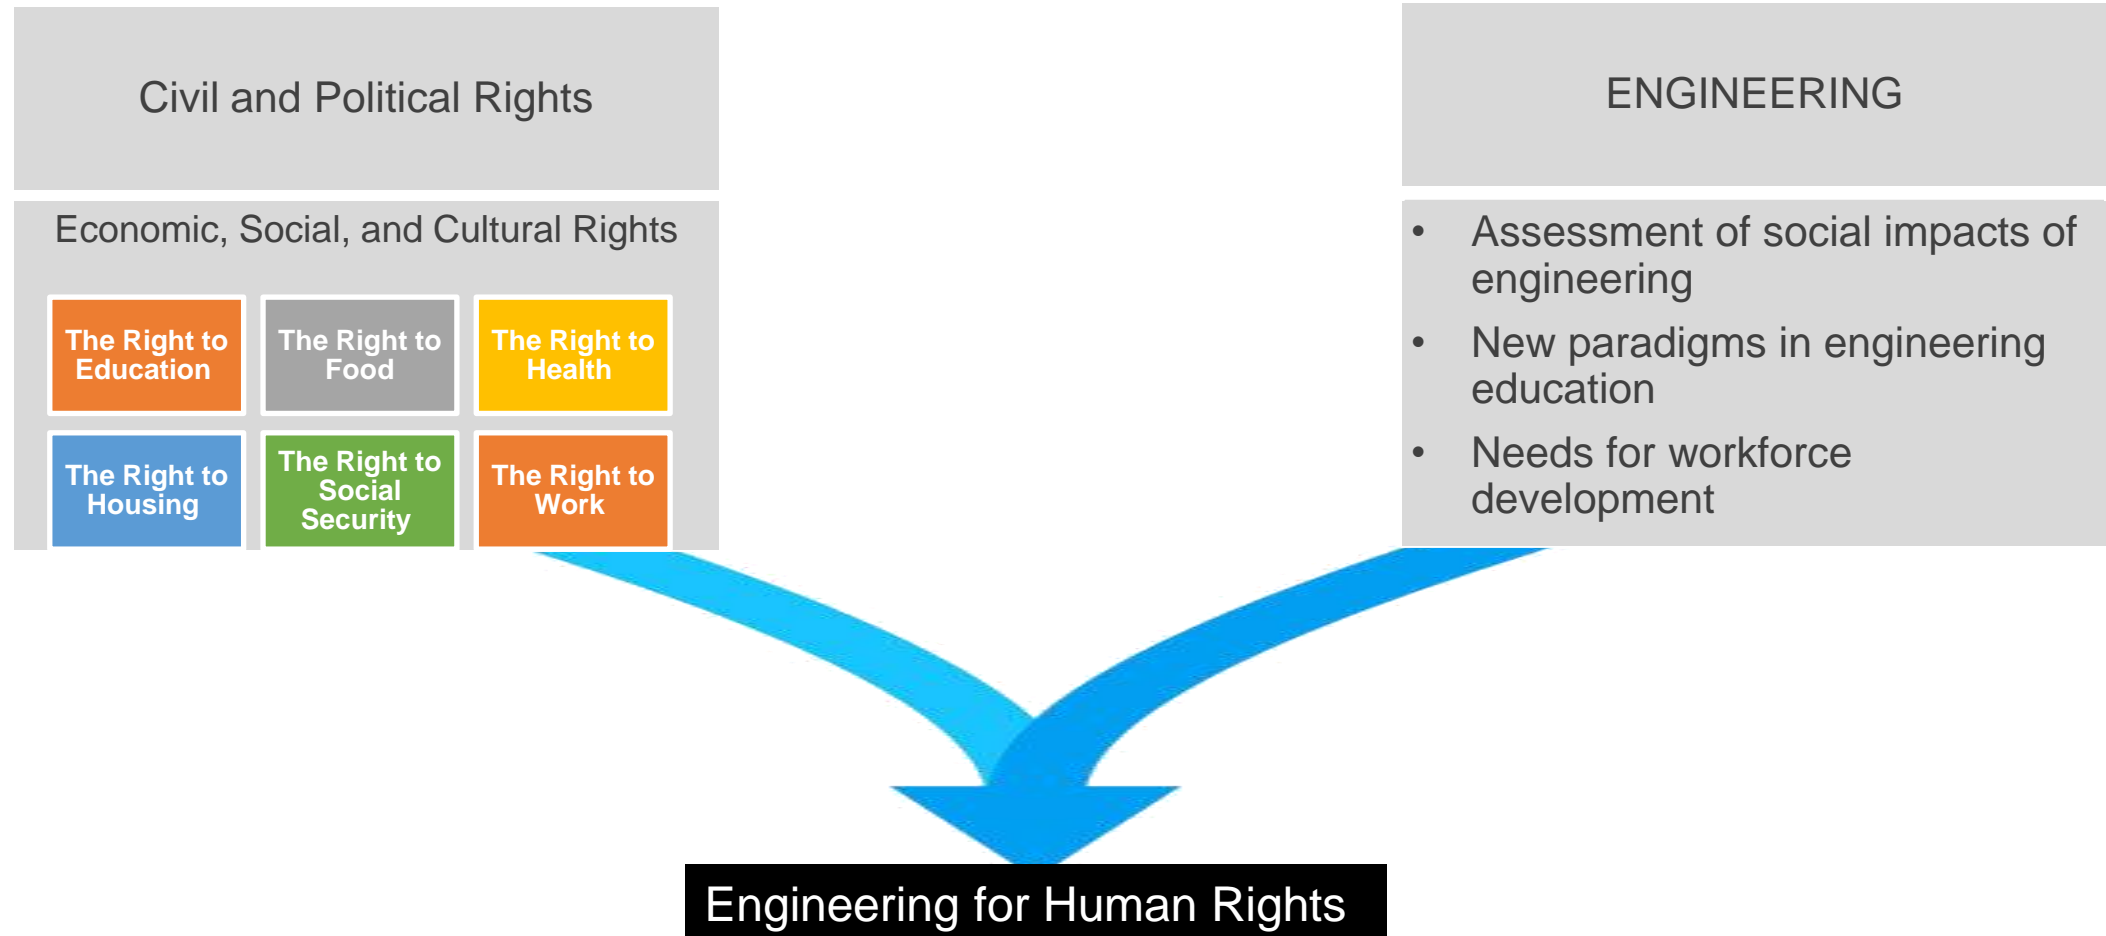 Civil and Political Rights
Economic, Social, and Cultural Rights
The Right to
Education
The Right to
Food
The Right to
Health
The Right to
Housing
The Right to
Social
Security
The Right to
Work
ENGINEERING
• Assessment of social impacts of
engineering
• New paradigms in engineering
education
• Needs for workforce
development
Engineering for Human Rights